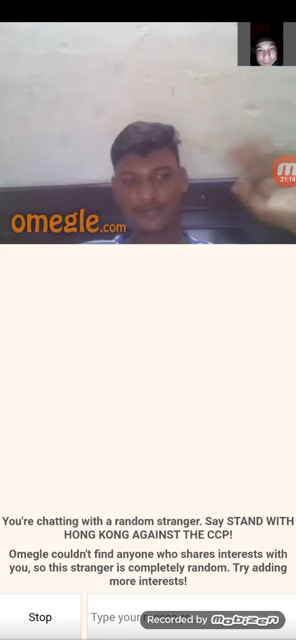 21:14
omegle.com
You're chatting with a random stranger. Say STAND WITH
HONG KONG AGAINST THE CCP!
Omegle couldn't find anyone who shares interests with
you, so this stranger is completely random. Try adding
more interests!
Stop
Type your
Recorded by mobizen